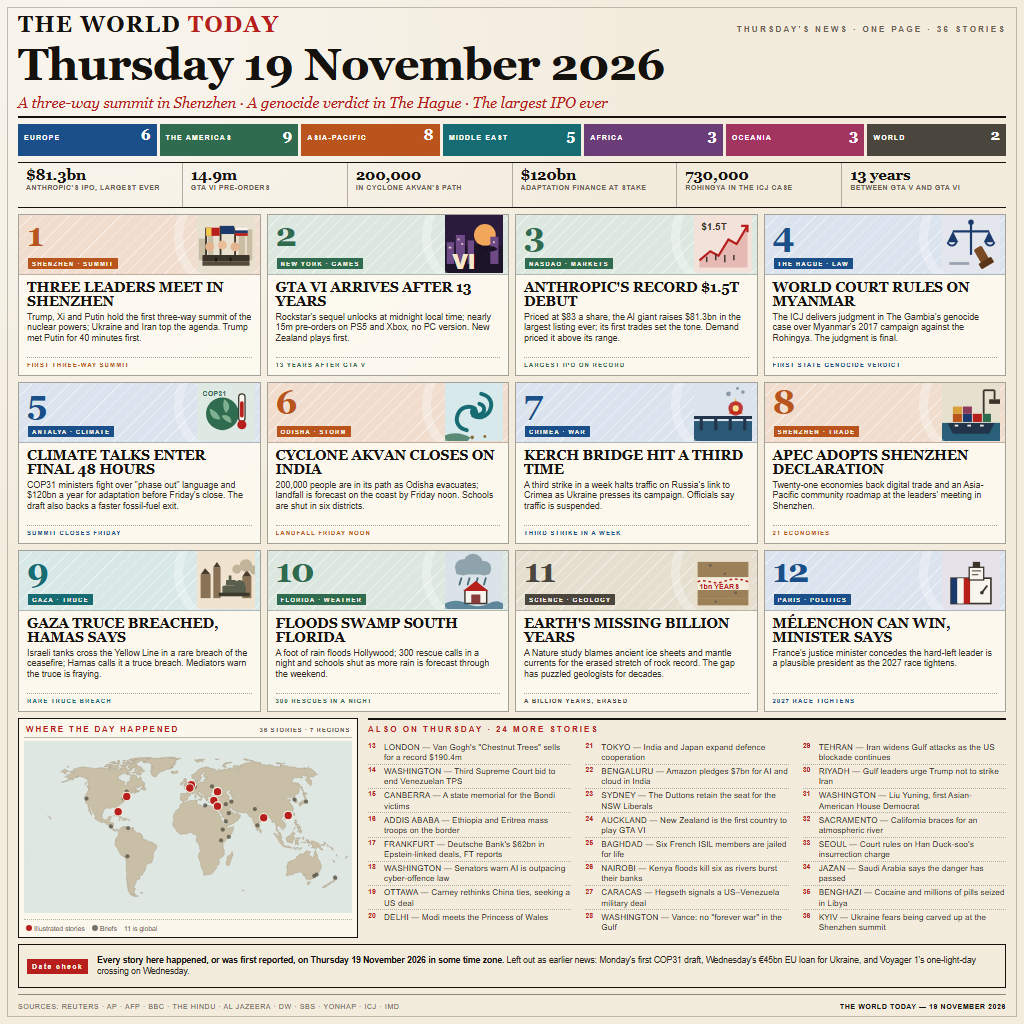 THE WORLD TODAY
THURSDAY'S NEWS · ONE PAGE · 36 STORIES
Thursday 19 November 2026
A three-way summit in Shenzhen · A genocide verdict in The Hague · The largest IPO ever
EUROPE 6
THE AMERICAS 9
ASIA-PACIFIC 8
MIDDLE EAST 5
AFRICA 3
OCEANIA 3
WORLD 2
$81.3bn
ANTHROPIC'S IPO, LARGEST EVER
14.9m
GTA VI PRE-ORDERS
200,000
IN CYCLONE AKVAN'S PATH
$120bn
ADAPTATION FINANCE AT STAKE
730,000
ROHINGYA IN THE ICJ CASE
13 years
BETWEEN GTA V AND GTA VI
1
SHENZHEN · SUMMIT
THREE LEADERS MEET IN
SHENZHEN
Trump, Xi and Putin hold the first three-way summit of the
nuclear powers; Ukraine and Iran top the agenda. Trump
met Putin for 40 minutes first.
FIRST THREE-WAY SUMMIT
2
NEW YORK · GAMES
VI
GTA VI ARRIVES AFTER 13
YEARS
Rockstar's sequel unlocks at midnight local time; nearly
15m pre-orders on PS5 and Xbox, no PC version. New
Zealand plays first.
13 YEARS AFTER GTA V
3
NASDAQ · MARKETS
$1.5T
ANTHROPIC'S RECORD $1.5T
DEBUT
Priced at $83 a share, the AI giant raises $81.3bn in the
largest listing ever; its first trades set the tone. Demand
priced it above its range.
LARGEST IPO ON RECORD
4
THE HAGUE · LAW
WORLD COURT RULES ON
MYANMAR
The ICJ delivers judgment in The Gambia's genocide
case over Myanmar's 2017 campaign against the
Rohingya. The judgment is final.
FIRST STATE GENOCIDE VERDICT
5
ANTALYA · CLIMATE
COP31
CLIMATE TALKS ENTER
FINAL 48 HOURS
COP31 ministers fight over "phase out" language and
$120bn a year for adaptation before Friday's close. The
draft also backs a faster fossil-fuel exit.
SUMMIT CLOSES FRIDAY
6
ODISHA · STORM
CYCLONE AKVAN CLOSES ON
INDIA
200,000 people are in its path as Odisha evacuates;
landfall is forecast on the coast by Friday noon. Schools
are shut in six districts.
LANDFALL FRIDAY NOON
7
CRIMEA · WAR
KERCH BRIDGE HIT A THIRD
TIME
A third strike in a week halts traffic on Russia's link to
Crimea as Ukraine presses its campaign. Officials say
traffic is suspended.
THIRD STRIKE IN A WEEK
8
SHENZHEN · TRADE
APEC ADOPTS SHENZHEN
DECLARATION
Twenty-one economies back digital trade and an Asia-
Pacific community roadmap at the leaders' meeting in
Shenzhen.
21 ECONOMIES
9
GAZA · TRUCE
GAZA TRUCE BREACHED,
HAMAS SAYS
Israeli tanks cross the Yellow Line in a rare breach of the
ceasefire; Hamas calls it a truce breach. Mediators warn
the truce is fraying.
RARE TRUCE BREACH
10
FLORIDA · WEATHER
FLOODS SWAMP SOUTH
FLORIDA
A foot of rain floods Hollywood; 300 rescue calls in a
night and schools shut as more rain is forecast through
the weekend.
300 RESCUES IN A NIGHT
11
SCIENCE · GEOLOGY
1bn YEARS
EARTH'S MISSING BILLION
YEARS
A Nature study blames ancient ice sheets and mantle
currents for the erased stretch of rock record. The gap
has puzzled geologists for decades.
A BILLION YEARS, ERASED
12
PARIS · POLITICS
MÉLENCHON CAN WIN,
MINISTER SAYS
France's justice minister concedes the hard-left leader is
a plausible president as the 2027 race tightens.
2027 RACE TIGHTENS
WHERE THE DAY HAPPENED
36 STORIES · 7 REGIONS
Illustrated stories Briefs 11 is global
ALSO ON THURSDAY · 24 MORE STORIES
13 LONDON — Van Gogh's "Chestnut Trees" sells
for a record $190.4m
14 WASHINGTON — Third Supreme Court bid to
end Venezuelan TPS
15 CANBERRA — A state memorial for the Bondi
victims
16 ADDIS ABABA — Ethiopia and Eritrea mass
troops on the border
17 FRANKFURT — Deutsche Bank's $62bn in
Epstein-linked deals, FT reports
18 WASHINGTON — Senators warn AI is outpacing
cyber-offence law
19 OTTAWA — Carney rethinks China ties, seeking a
US deal
20 DELHI — Modi meets the Princess of Wales
21 TOKYO — India and Japan expand defence
cooperation
22 BENGALURU — Amazon pledges $7bn for AI and
cloud in India
23 SYDNEY — The Duttons retain the seat for the
NSW Liberals
24 AUCKLAND — New Zealand is the first country to
play GTA VI
25 BAGHDAD — Six French ISIL members are jailed
for life
26 NAIROBI — Kenya floods kill six as rivers burst
their banks
27 CARACAS — Hegseth signals a US–Venezuela
military deal
28 WASHINGTON — Vance: no "forever war" in the
Gulf
29 TEHRAN — Iran widens Gulf attacks as the US
blockade continues
30 RIYADH — Gulf leaders urge Trump not to strike
Iran
31 WASHINGTON — Liu Yuning, first Asian-
American House Democrat
32 SACRAMENTO — California braces for an
atmospheric river
33 SEOUL — Court rules on Han Duck-soo's
insurrection charge
34 JAZAN — Saudi Arabia says the danger has
passed
35 BENGHAZI — Cocaine and millions of pills seized
in Libya
36 KYIV — Ukraine fears being carved up at the
Shenzhen summit
Date check
Every story here happened, or was first reported, on Thursday 19 November 2026 in some time zone. Left out as earlier news: Monday's first COP31 draft, Wednesday's €45bn EU loan for Ukraine, and Voyager 1's one-light-day
crossing on Wednesday.
SOURCES: REUTERS · AP · AFP · BBC · THE HINDU · AL JAZEERA · DW · SBS · YONHAP · ICJ · IMD
THE WORLD TODAY — 19 NOVEMBER 2026